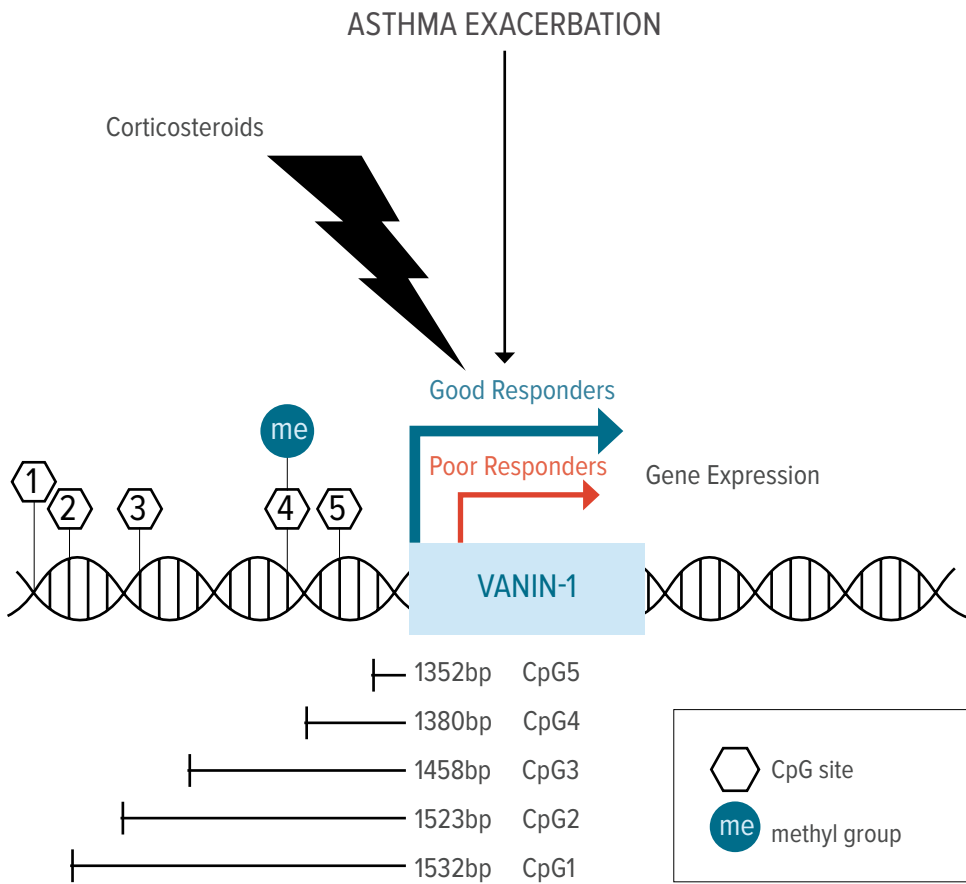 ASTHMA EXACERBATION
Corticosteroids
Good Responders
me
Poor Responders
Gene Expression
1
2
3
4
5
VANIN-1
1352bp CpG5
1380bp CpG4
1458bp CpG3
1523bp CpG2
1532bp CpG1
CpG site
me methyl group